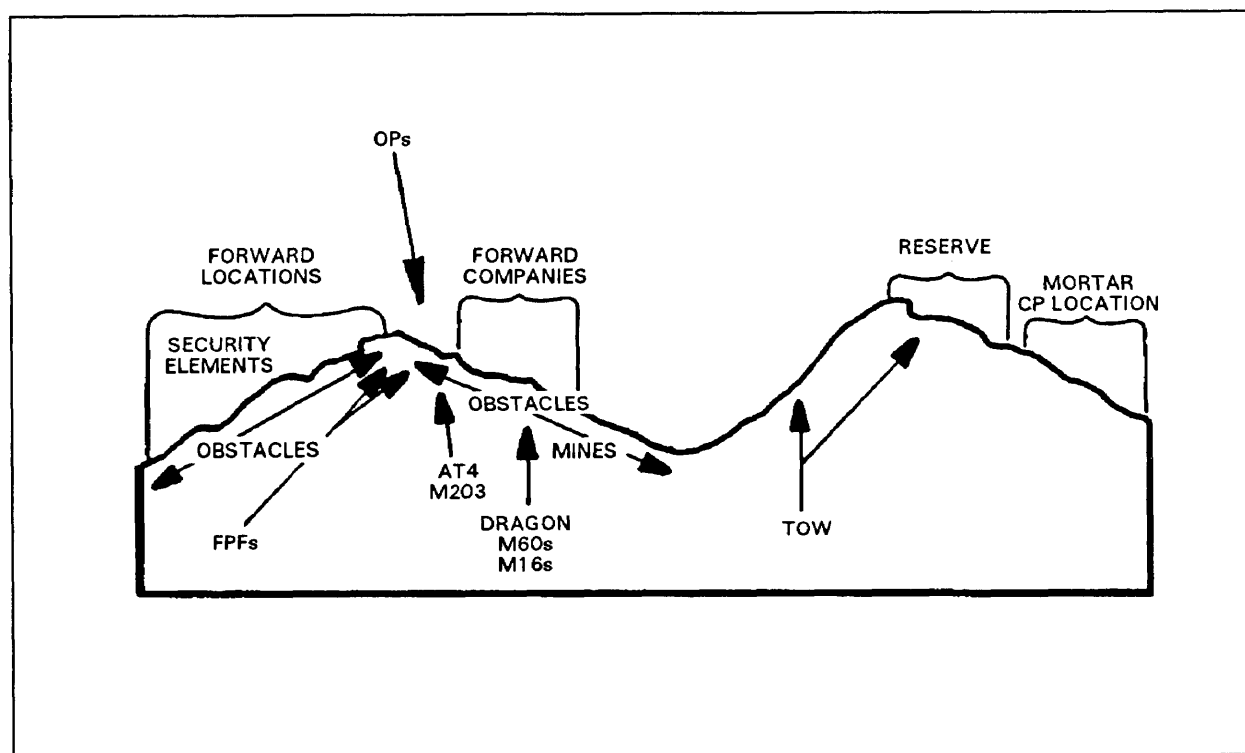 OPs
FORWARD
LOCATIONS
FORWARD
COMPANIES
RESERVE
MORTAR
CP LOCATION
SECURITY
ELEMENTS
OBSTACLES
OBSTACLES
MINES
AT4
M203
FPFs
DRAGON
M60s
M16s
TOW